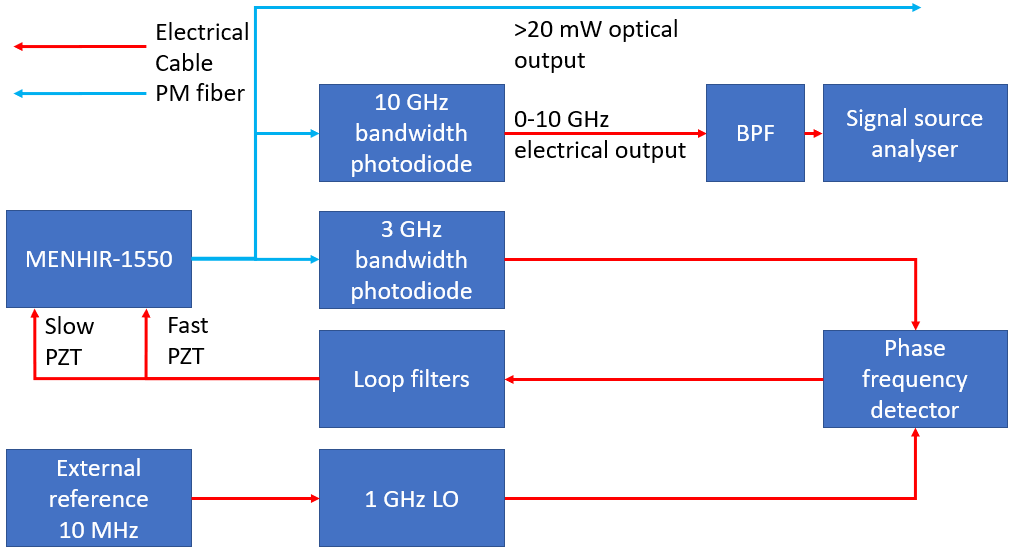 Electrical
Cable
PM fiber
>20 mW optical
output
10 GHz
bandwidth
photodiode
0-10 GHz
electrical output
BPF
Signal source
analyser
MENHIR-1550
3 GHz
bandwidth
photodiode
Slow
PZT
Fast
PZT
Loop filters
Phase
frequency
detector
External
reference
10 MHz
1 GHz LO